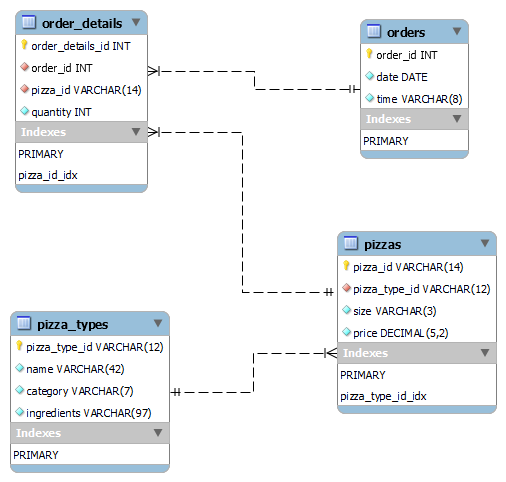 order_details
order_details_id INT
order_id INT
pizza_id VARCHAR(14)
quantity INT
Indexes
PRIMARY
pizza_id_idx
orders
order_id INT
date DATE
time VARCHAR(8)
Indexes
PRIMARY
pizzas
pizza_id VARCHAR(14)
pizza_type_id VARCHAR(12)
size VARCHAR(3)
price DECIMAL(5,2)
Indexes
PRIMARY
pizza_type_id_idx
pizza_types
pizza_type_id VARCHAR(12)
name VARCHAR(42)
category VARCHAR(7)
ingredients VARCHAR(97)
Indexes
PRIMARY